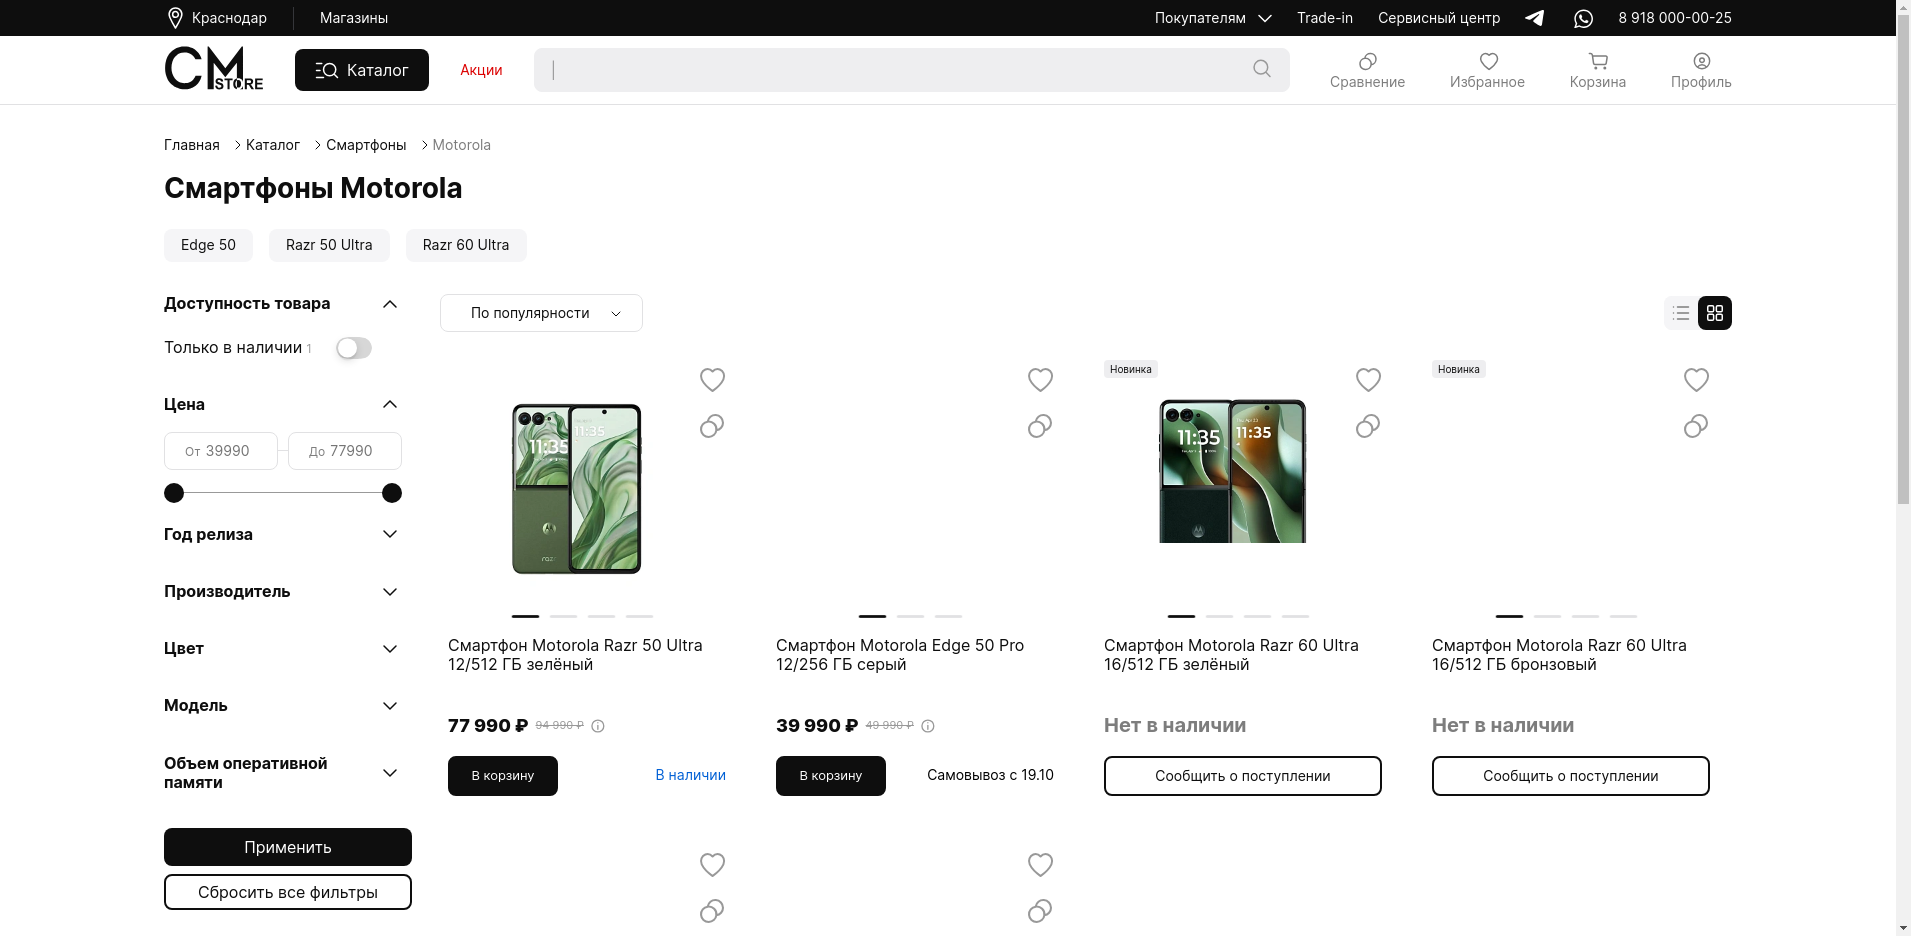 Краснодар
Магазины
Покупателям
Trade-in
Сервисный центр
8 918 000-00-25
CM STORE
Каталог
Акции
Сравнение
Избранное
Корзина
Профиль
Главная
Каталог
Смартфоны
Motorola
Смартфоны Motorola
Edge 50
Razr 50 Ultra
Razr 60 Ultra
Доступность товара
Только в наличии 1
Цена
От 39990
До 77990
Год релиза
Производитель
Цвет
Модель
Объем оперативной
памяти
Применить
Сбросить все фильтры
По популярности
11:35
11:35
razr
Смартфон Motorola Razr 50 Ultra
12/512 ГБ зелёный
77 990 ₽ 94 990 ₽
В корзину
В наличии
Смартфон Motorola Edge 50 Pro
12/256 ГБ серый
39 990 ₽ 49 990 ₽
В корзину
Самовывоз с 19.10
Новинка
11:35
11:35
Смартфон Motorola Razr 60 Ultra
16/512 ГБ зелёный
Нет в наличии
Сообщить о поступлении
Новинка
Смартфон Motorola Razr 60 Ultra
16/512 ГБ бронзовый
Нет в наличии
Сообщить о поступлении